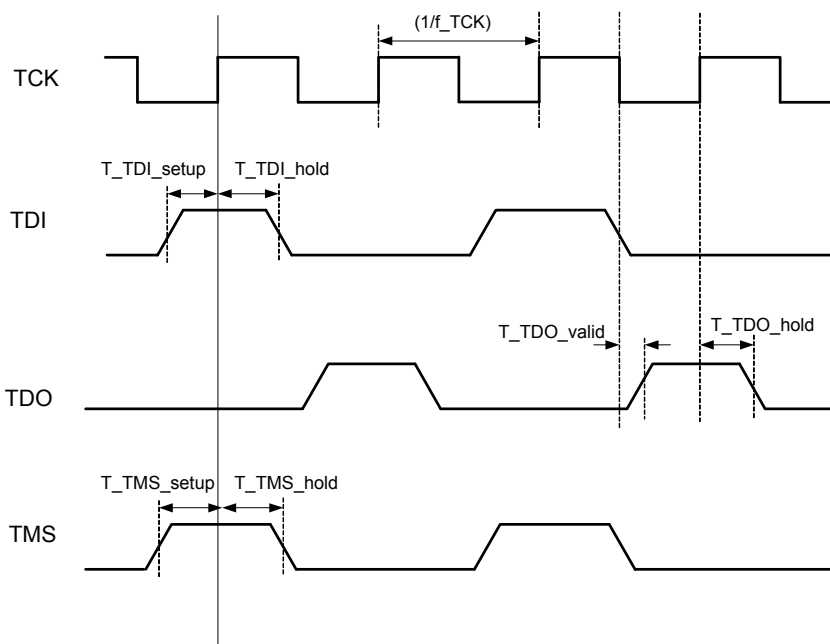 (1/f_TCK)
TCK
T_TDI_setup
T_TDI_hold
TDI
T_TDO_valid
T_TDO_hold
TDO
T_TMS_setup
T_TMS_hold
TMS